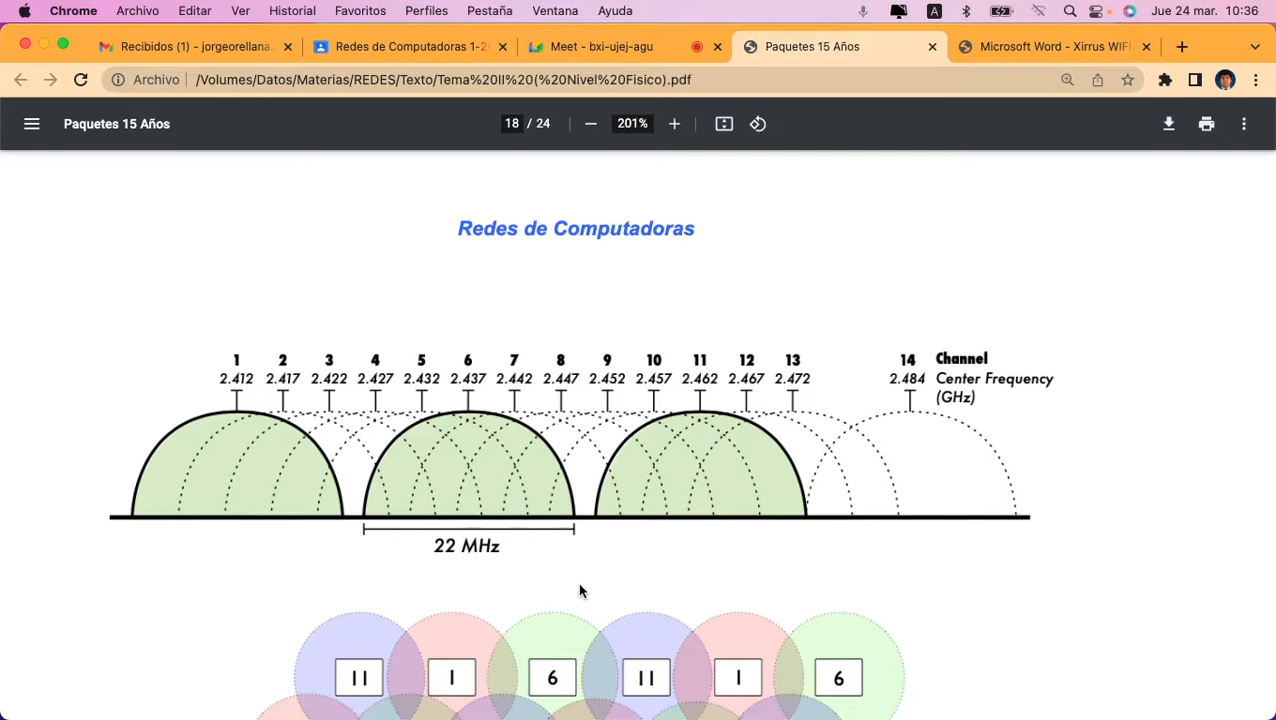 Chrome Archivo Editar Ver Historial Favoritos Perfiles Pestaña Ventana Ayuda A Jue 24 mar. 10:36
Recibidos (1) - jorgeorellana Redes de Computadoras 1-2 Meet - bxi-ujej-agu Paquetes 15 Años Microsoft Word - Xirrus WIFI
Archivo /Volumes/Datos/Materias/REDES/Texto/Tema%20II%20(%20Nivel%20Fisico).pdf
Paquetes 15 Años 18 / 24 201%
Redes de Computadoras
1 2 3 4 5 6 7 8 9 10 11 12 13 14 Channel
2.412 2.417 2.422 2.427 2.432 2.437 2.442 2.447 2.452 2.457 2.462 2.467 2.472 2.484 Center Frequency
(GHz)
22 MHz
11 1 6 11 1 6